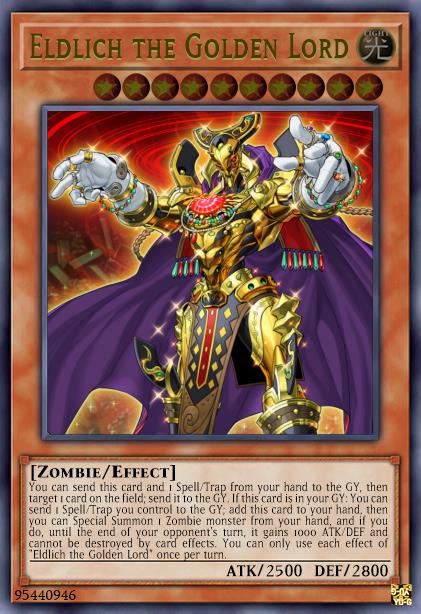 Eldlich the Golden Lord
LIGHT
光
[Zombie/Effect]
You can send this card and 1 Spell/Trap from your hand to the GY, then
target 1 card on the field; send it to the GY. If this card is in your GY: You can
send 1 Spell/Trap you control to the GY; add this card to your hand, then
you can Special Summon 1 Zombie monster from your hand, and if you
do, until the end of your opponent's turn, it gains 1000 ATK/DEF and
cannot be destroyed by card effects. You can only use each effect of
"Eldlich the Golden Lord" once per turn.
ATK/2500 DEF/2800
95440946